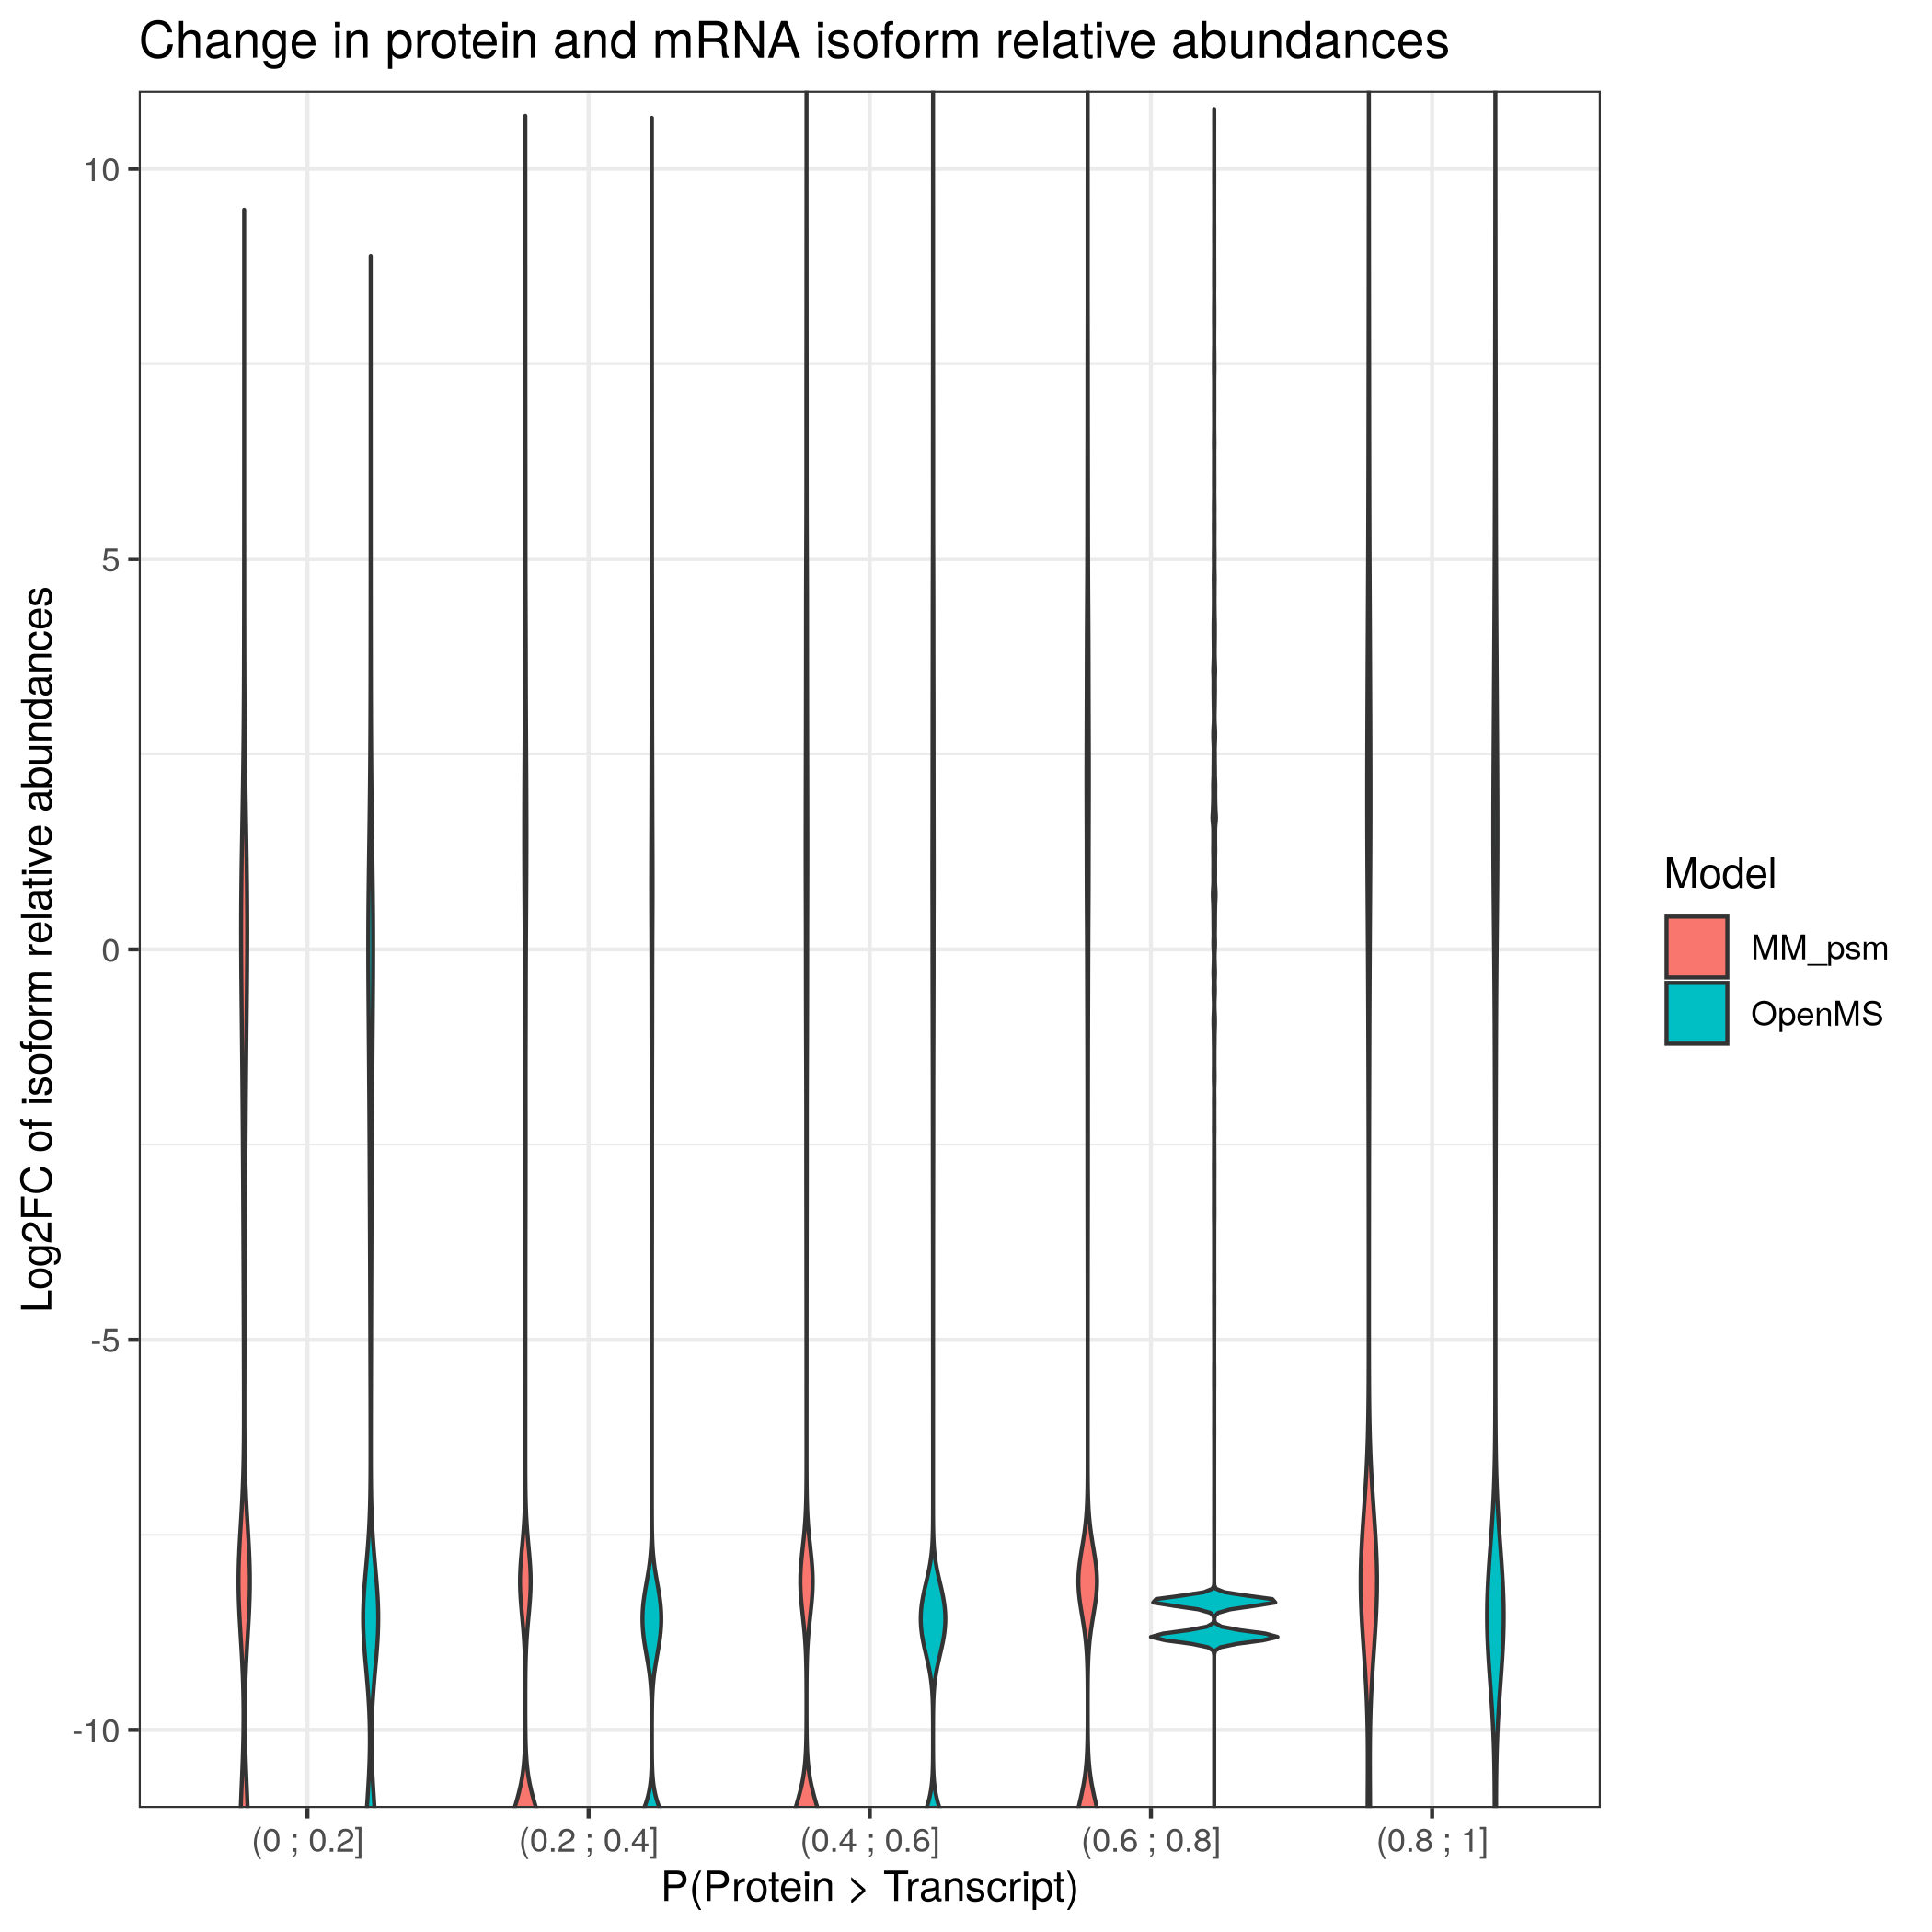 Change in protein and mRNA isoform relative abundances
Log2FC of isoform relative abundances
10
5
0
-5
-10
(0 ; 0.2]
(0.2 ; 0.4]
(0.4 ; 0.6]
(0.6 ; 0.8]
(0.8 ; 1]
P(Protein > Transcript)
Model
MM_psm
OpenMS